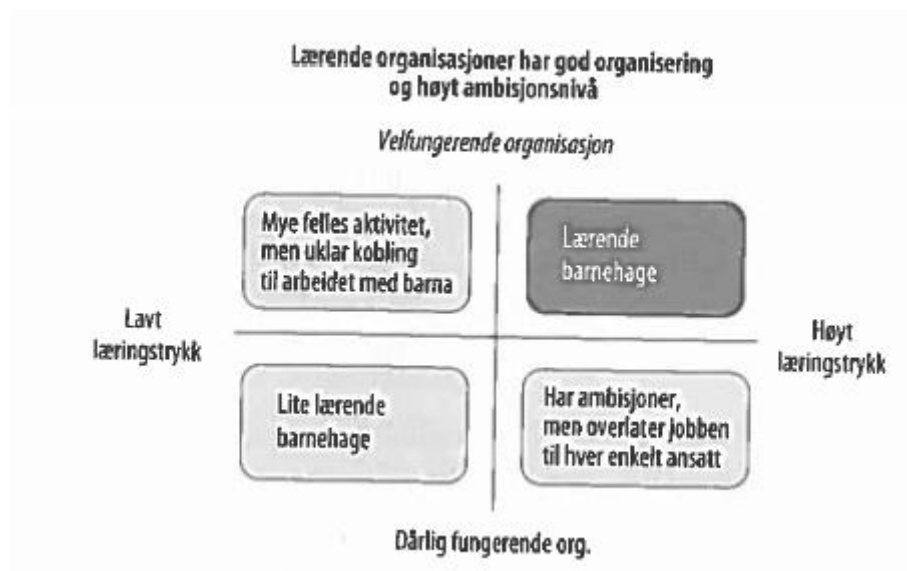 Lærende organisasjoner har god organisering
og høyt ambisjonsnivå
Velfungerende organisasjon
Mye felles aktivitet,
men uklar kobling
til arbeidet med barna
Lærende
barnehage
Lavt
læringstrykk
Høyt
læringstrykk
Lite lærende
barnehage
Har ambisjoner,
men overlater jobben
til hver enkelt ansatt
Dårlig fungerende org.